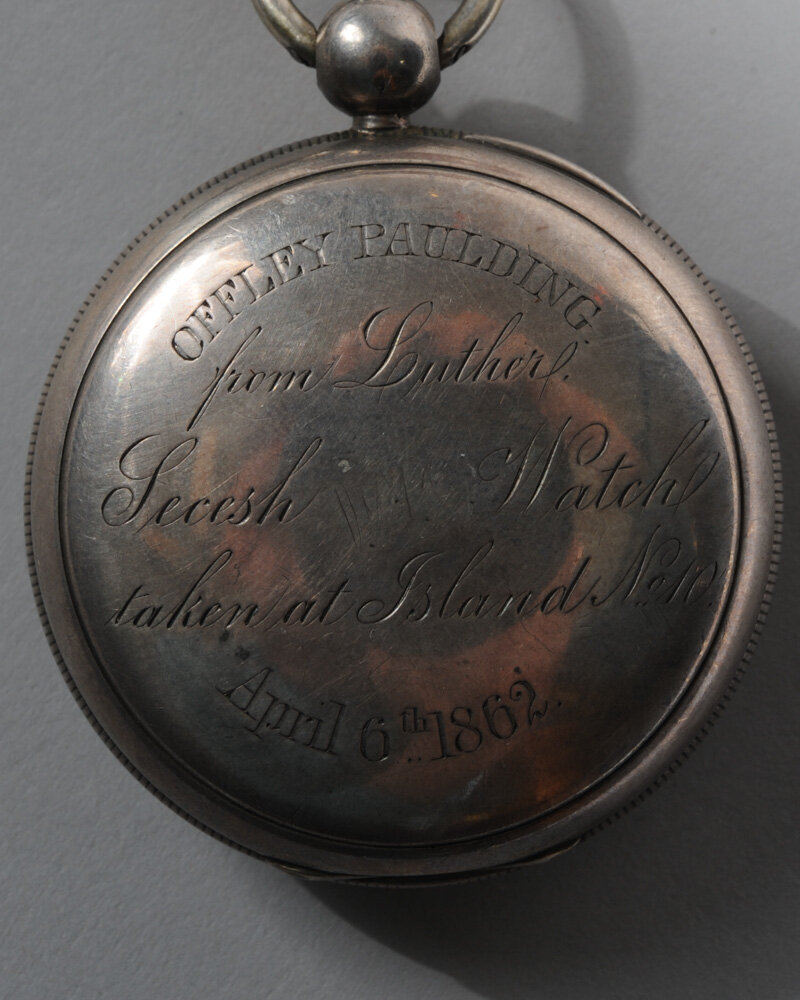 OFFLEY PAULDING.
from Luther.
Secesh Watch
taken at Island No. 10.
April 6th 1862.